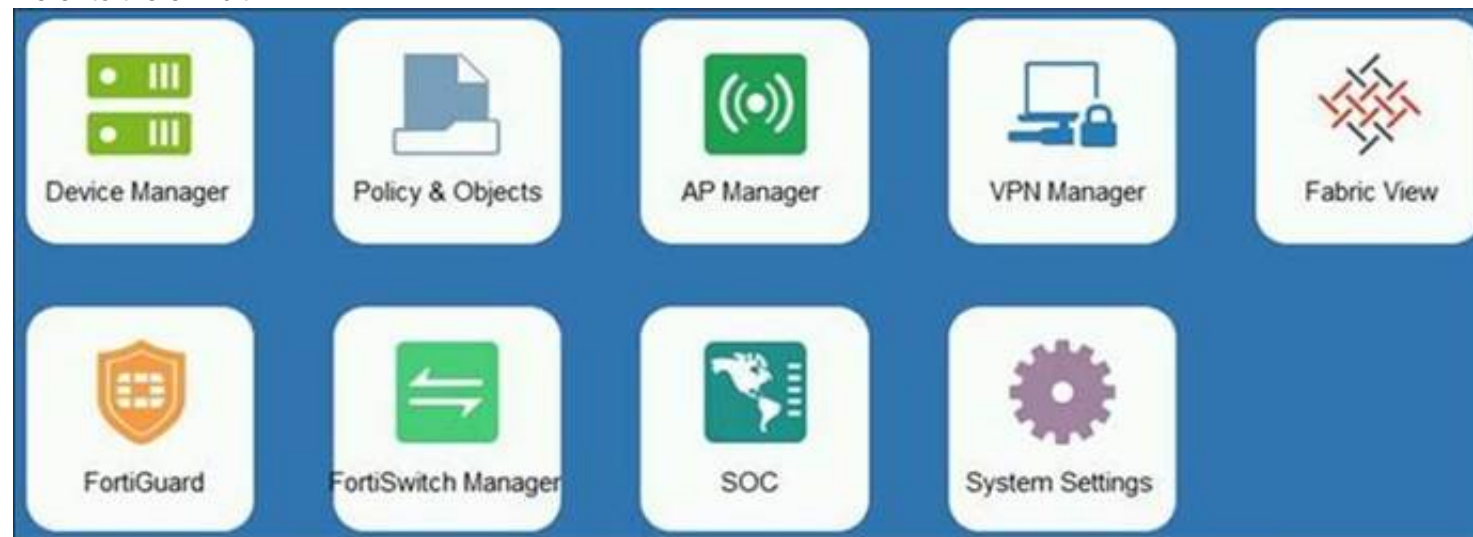 Device Manager
Policy & Objects
AP Manager
VPN Manager
Fabric View
FortiGuard
FortiSwitch Manager
SOC
System Settings